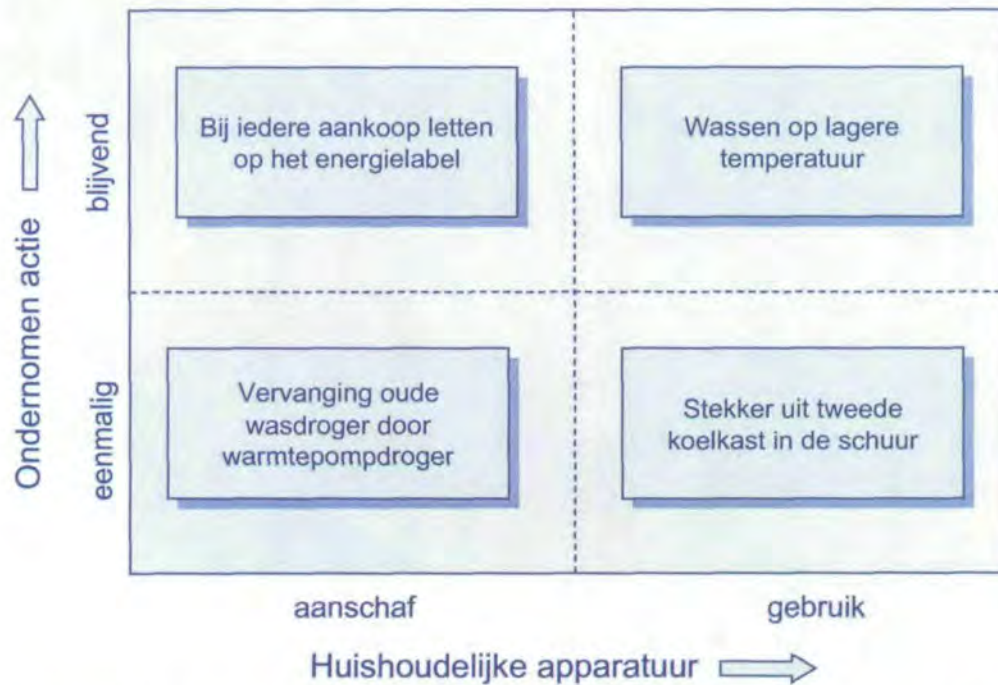 Ondernomen actie
blijvend
Bij iedere aankoop letten
op het energielabel
Wassen op lagere
temperatuur
eenmalig
Vervanging oude
wasdroger door
warmtepompdroger
Stekker uit tweede
koelkast in de schuur
aanschaf
gebruik
Huishoudelijke apparatuur